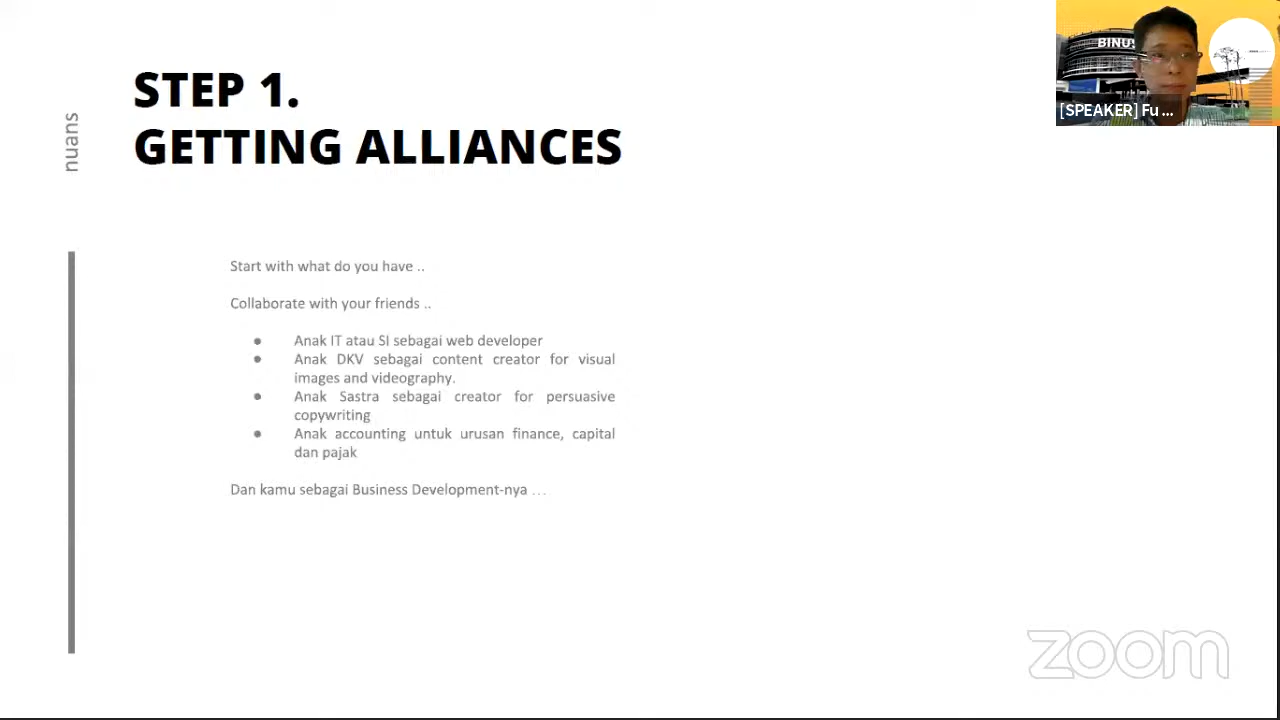 STEP 1.
GETTING ALLIANCES
nuans
Start with what do you have ..
Collaborate with your friends ..
● Anak IT atau SI sebagai web developer
● Anak DKV sebagai content creator for visual
images and videography.
● Anak Sastra sebagai creator for persuasive
copywriting
● Anak accounting untuk urusan finance, capital
dan pajak
Dan kamu sebagai Business Development-nya ...
[SPEAKER] Fu ...
zoom